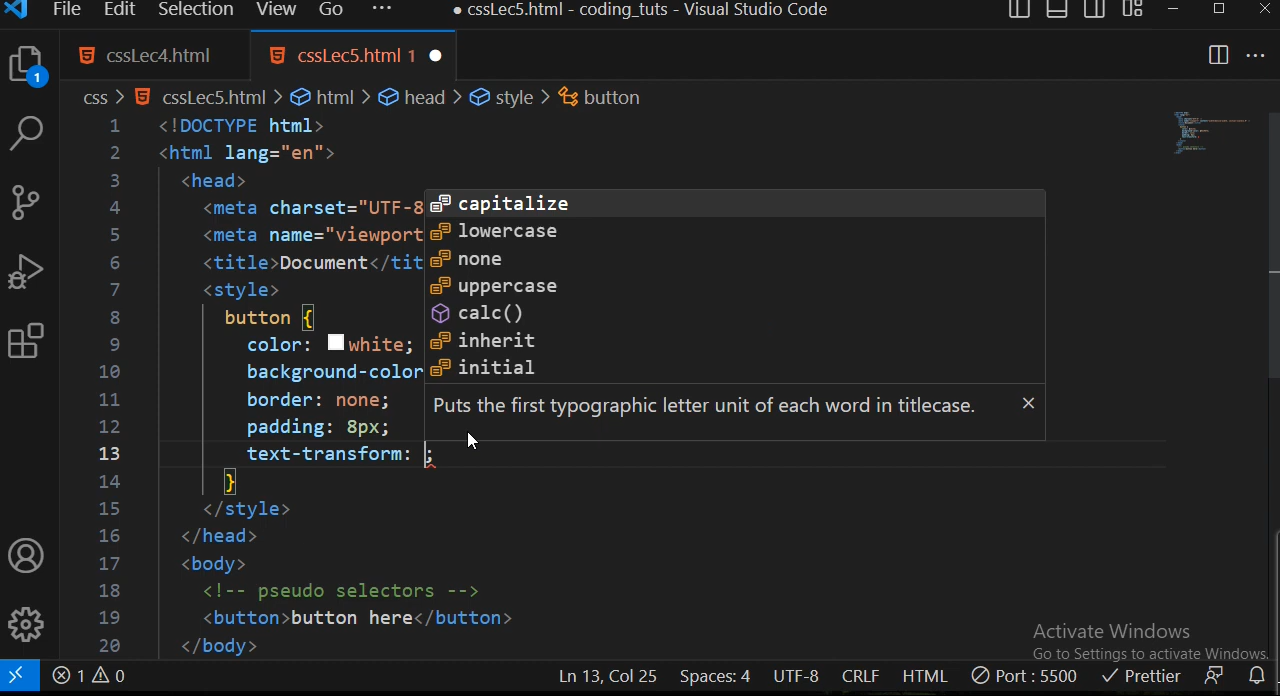 File Edit Selection View Go ··· ● cssLec5.html - coding_tuts - Visual Studio Code
cssLec4.html cssLec5.html 1
1
css > cssLec5.html > html > head > style > button
1 <!DOCTYPE html>
2 <html lang="en">
3 <head>
4 <meta charset="UTF-8
5 <meta name="viewport
6 <title>Document</tit
7 <style>
8 button {
9 color: white;
10 background-color
11 border: none;
12 padding: 8px;
13 text-transform: ;
14 }
15 </style>
16 </head>
17 <body>
18 <!-- pseudo selectors -->
19 <button>button here</button>
20 </body>
capitalize
lowercase
none
uppercase
calc()
inherit
initial
Puts the first typographic letter unit of each word in titlecase.
Activate Windows
Go to Settings to activate Windows.
1 0 Ln 13, Col 25 Spaces: 4 UTF-8 CRLF HTML Port : 5500 Prettier